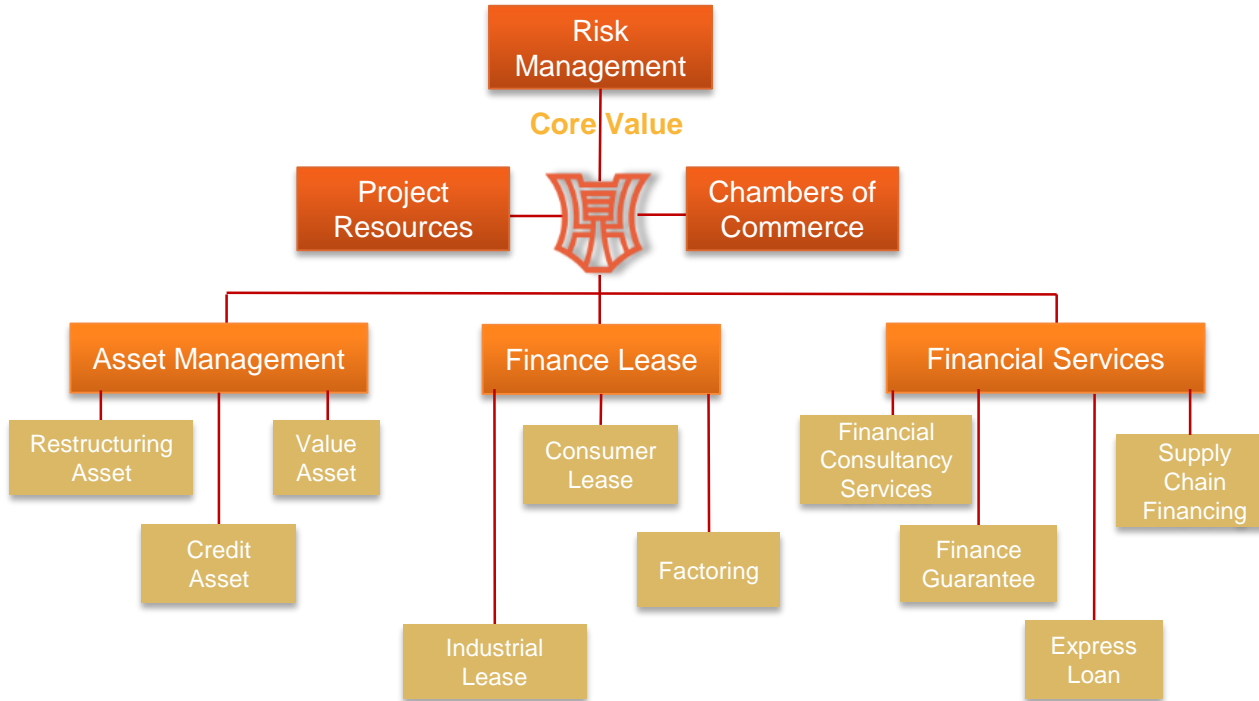 Risk
Management
Core Value
Project
Resources
Chambers of
Commerce
Asset Management
Finance Lease
Financial Services
Restructuring
Asset
Value
Asset
Credit
Asset
Consumer
Lease
Factoring
Industrial
Lease
Financial
Consultancy
Services
Supply
Chain
Financing
Finance
Guarantee
Express
Loan